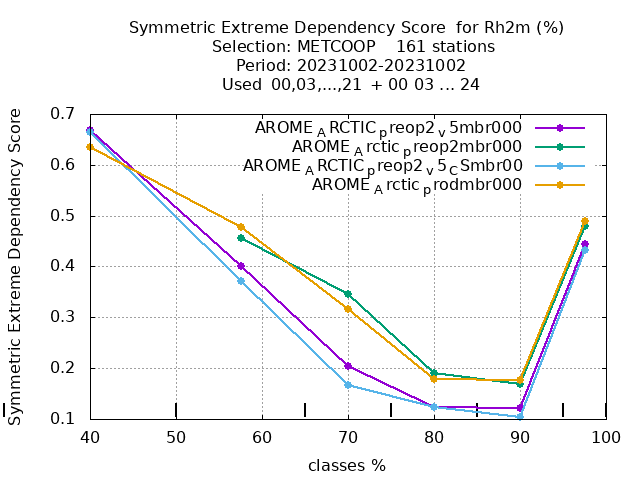 Symmetric Extreme Dependency Score  for Rh2m (%)
Selection: METCOOP    161 stations
Period: 20231002-20231002
Used  00,03,...,21  + 00 03 ... 24
AROME_ARCTIC_preop2_v5mbr000
AROME_Arctic_preop2mbr000
AROME_ARCTIC_preop2_v5_CSmbr00
AROME_Arctic_prodmbr000
Symmetric Extreme Dependency Score
0.7
0.6
0.5
0.4
0.3
0.2
0.1
40 50 60 70 80 90 100
classes %